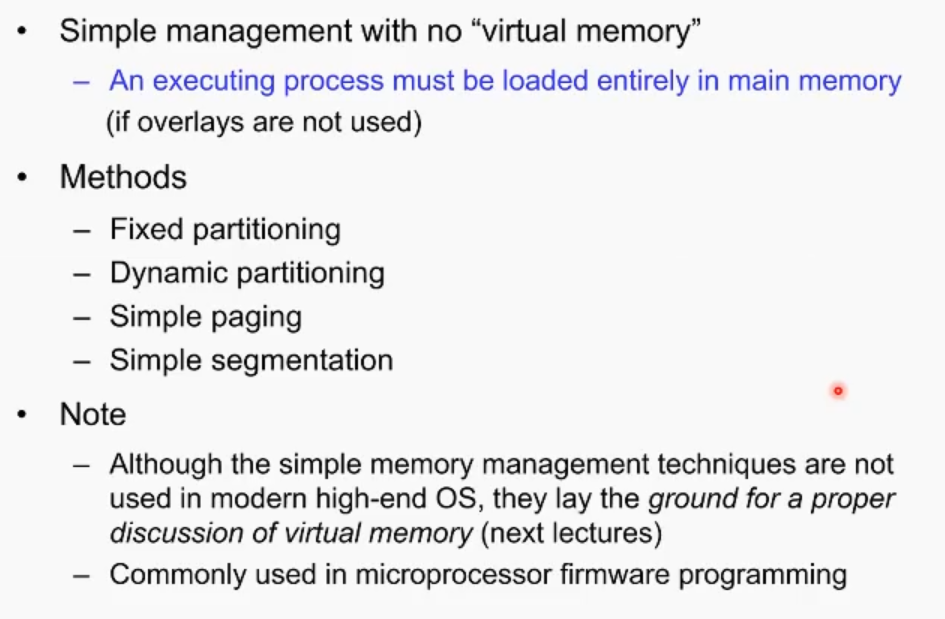 • Simple management with no “virtual memory”
– An executing process must be loaded entirely in main memory
(if overlays are not used)
• Methods
– Fixed partitioning
– Dynamic partitioning
– Simple paging
– Simple segmentation
• Note
– Although the simple memory management techniques are not
used in modern high-end OS, they lay the ground for a proper
discussion of virtual memory (next lectures)
– Commonly used in microprocessor firmware programming